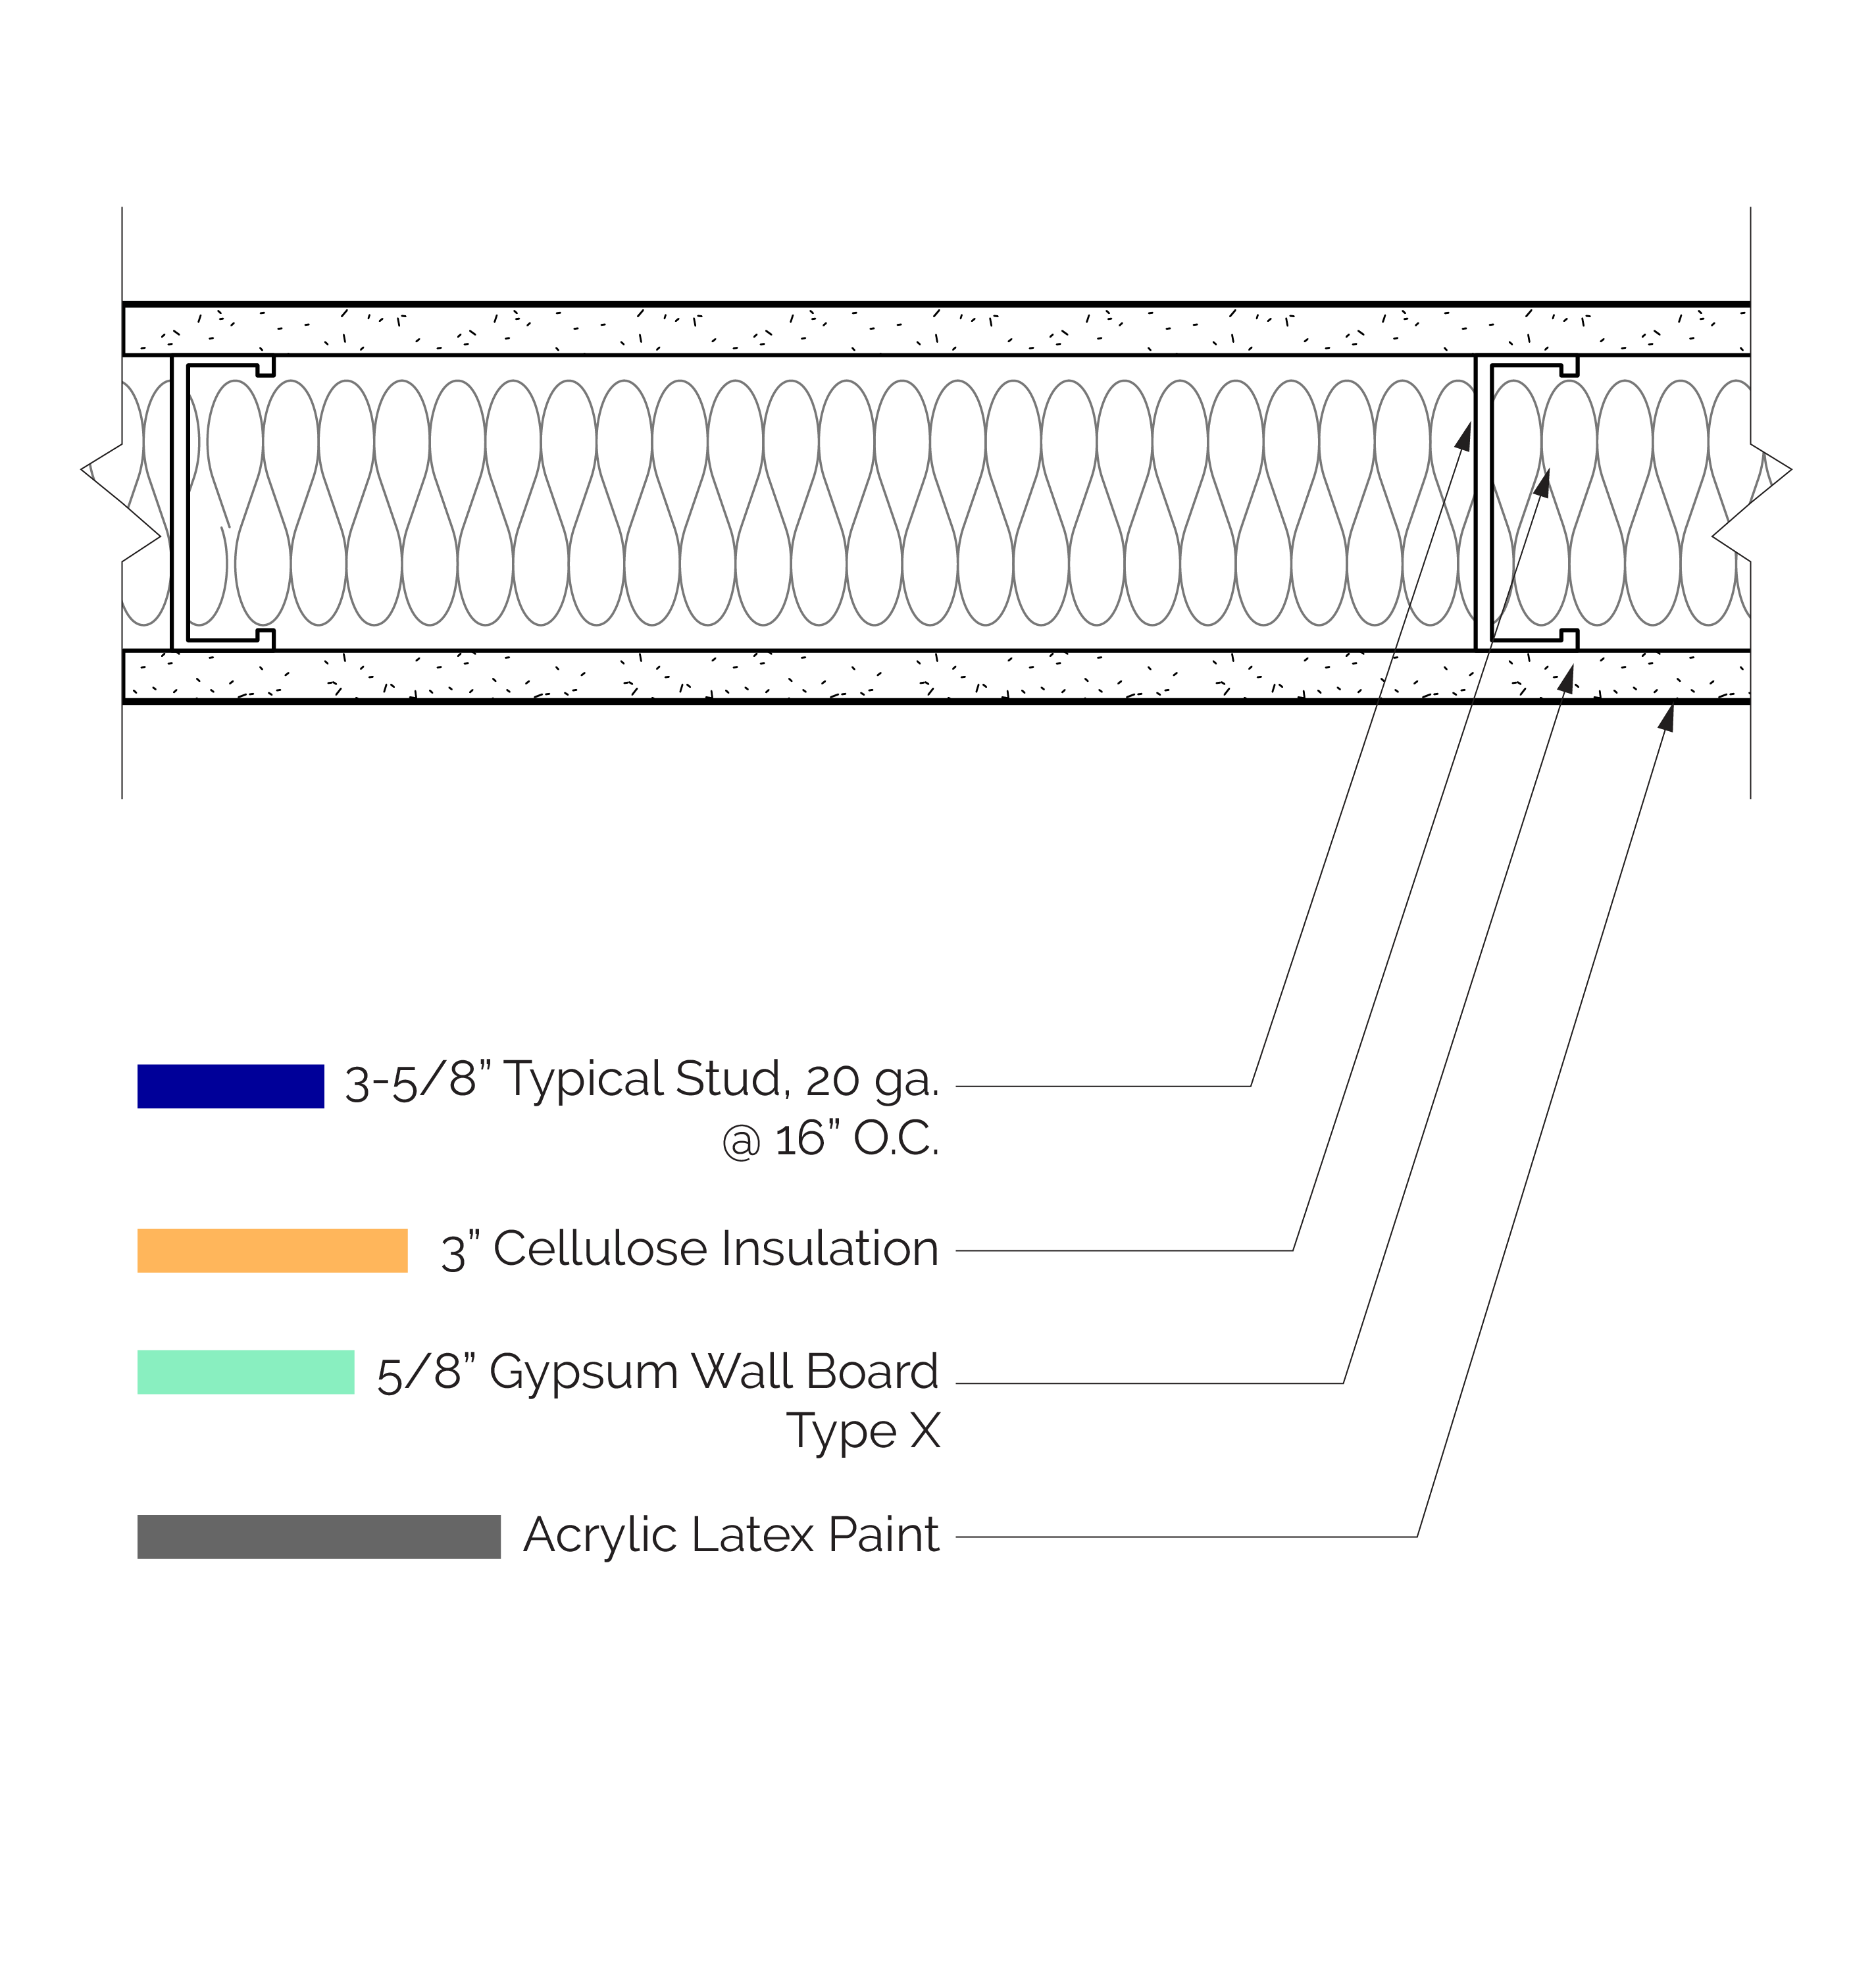 3-5/8” Typical Stud, 20 ga.
@ 16” O.C.
3” Cellulose Insulation
5/8” Gypsum Wall Board
Type X
Acrylic Latex Paint